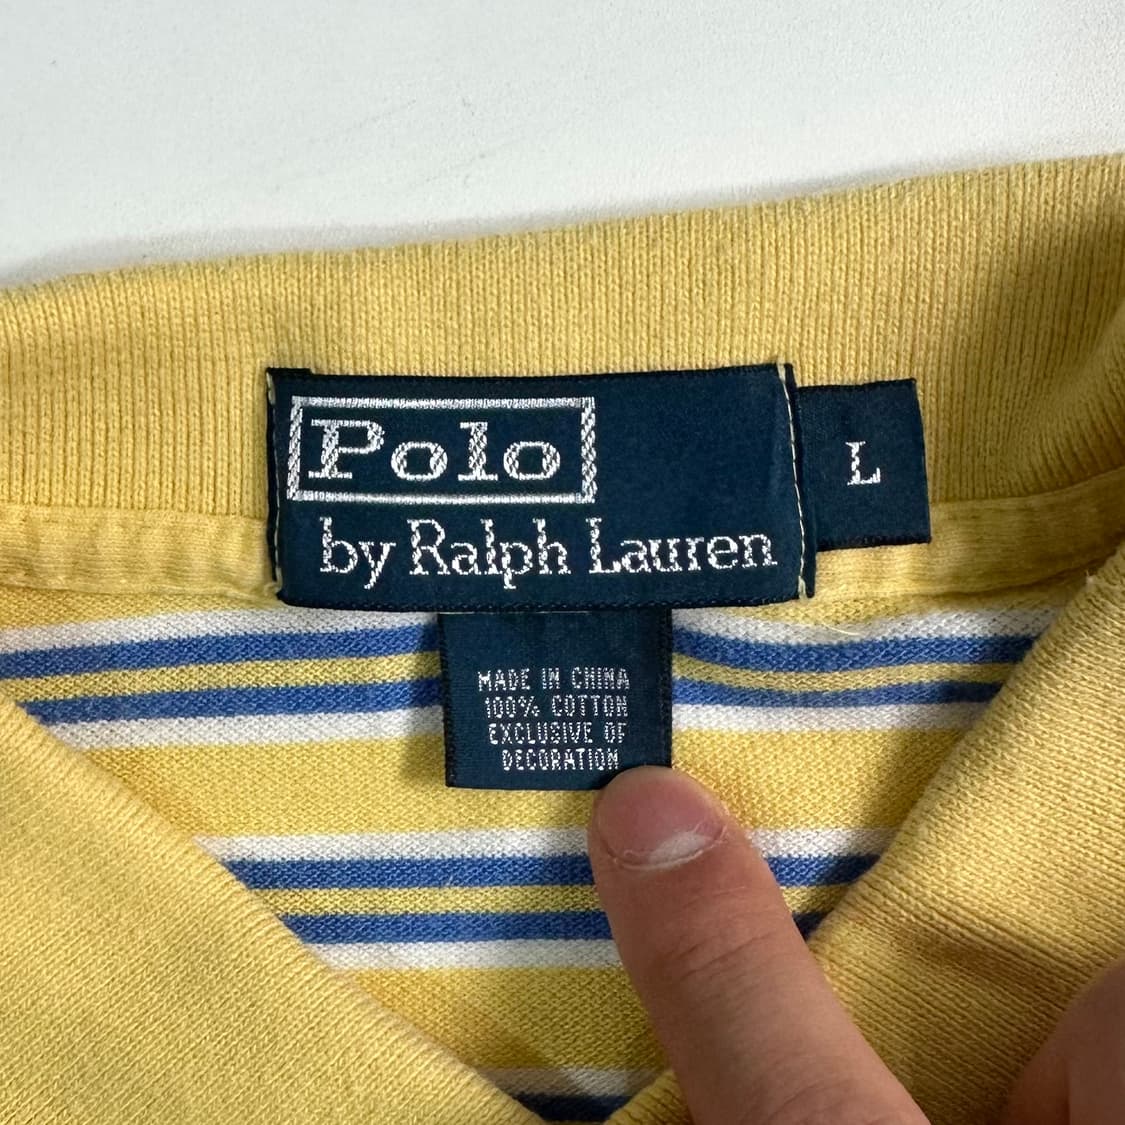 Polo
by Ralph Lauren
L
MADE IN CHINA
100% COTTON
EXCLUSIVE OF
DECORATION